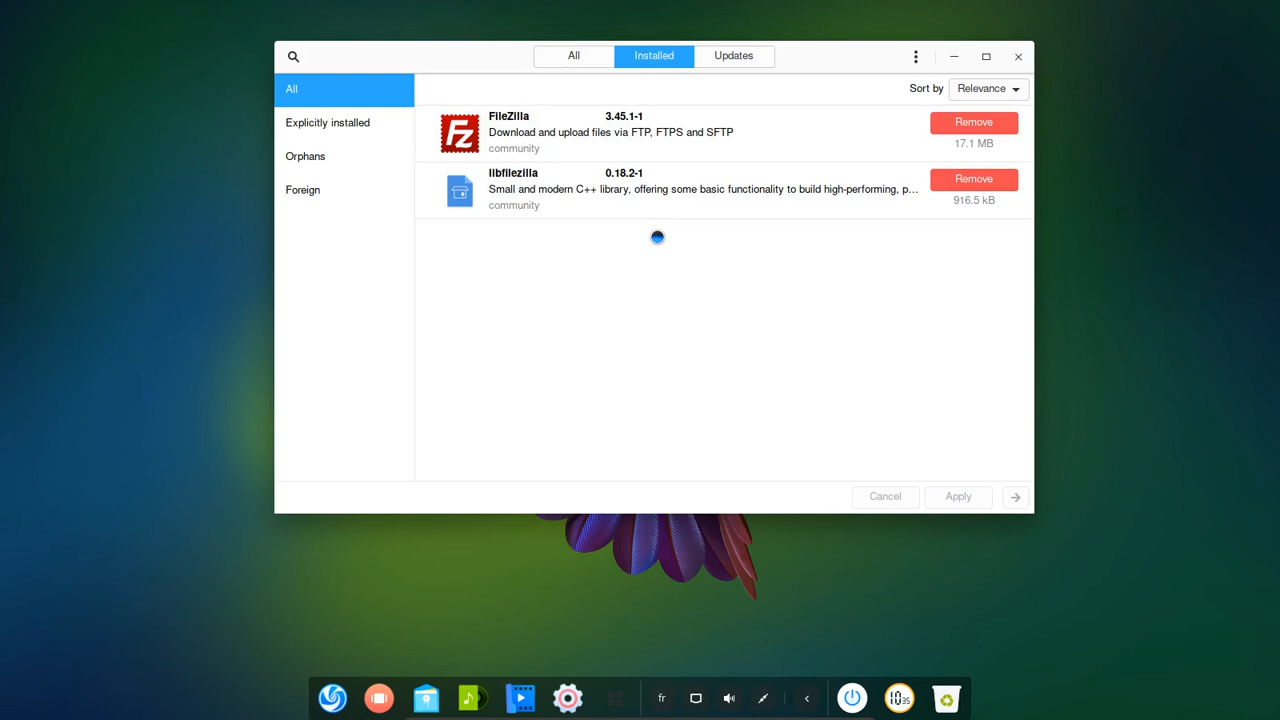 All
Installed
Updates
All
Explicitly installed
Orphans
Foreign
Sort by
Relevance
FileZilla 3.45.1-1
Download and upload files via FTP, FTPS and SFTP
community
Remove
17.1 MB
libfilezilla 0.18.2-1
Small and modern C++ library, offering some basic functionality to build high-performing, p...
community
Remove
916.5 kB
Cancel
Apply
fr
10 35